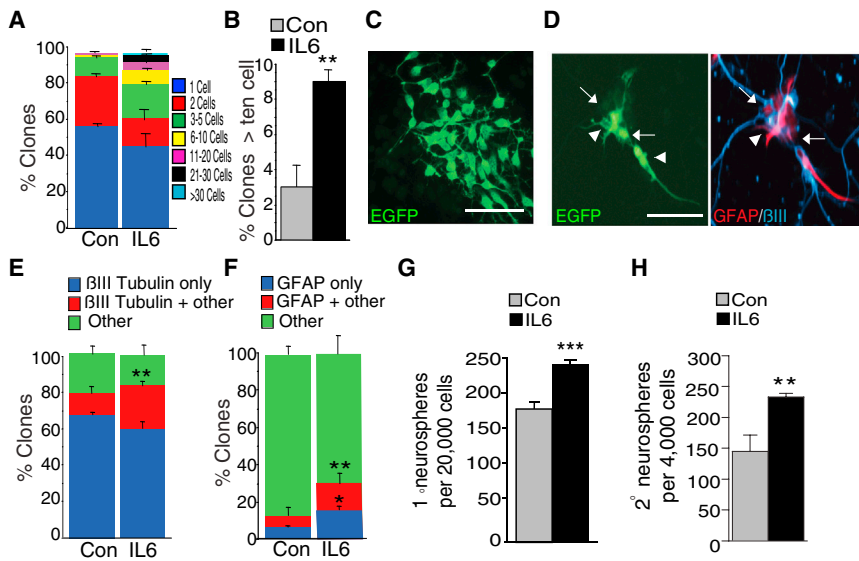 A
% Clones
100
80
60
40
20
0
Con IL6
1 Cell
2 Cells
3-5 Cells
6-10 Cells
11-20 Cells
21-30 Cells
>30 Cells
B
Con
IL6
% Clones > ten cell
10
8
6
4
2
0
**
C
EGFP
D
EGFP
GFAP/ßIII
E
ßIII Tubulin only
ßIII Tubulin + other
Other
% Clones
100
80
60
40
20
0
**
Con IL6
F
GFAP only
GFAP + other
Other
% Clones
100
80
60
40
20
0
**
*
Con IL6
G
Con
IL6
1° neurospheres
per 20,000 cells
250
200
150
100
50
0
***
H
Con
IL6
2° neurospheres
per 4,000 cells
300
250
200
150
100
50
0
**